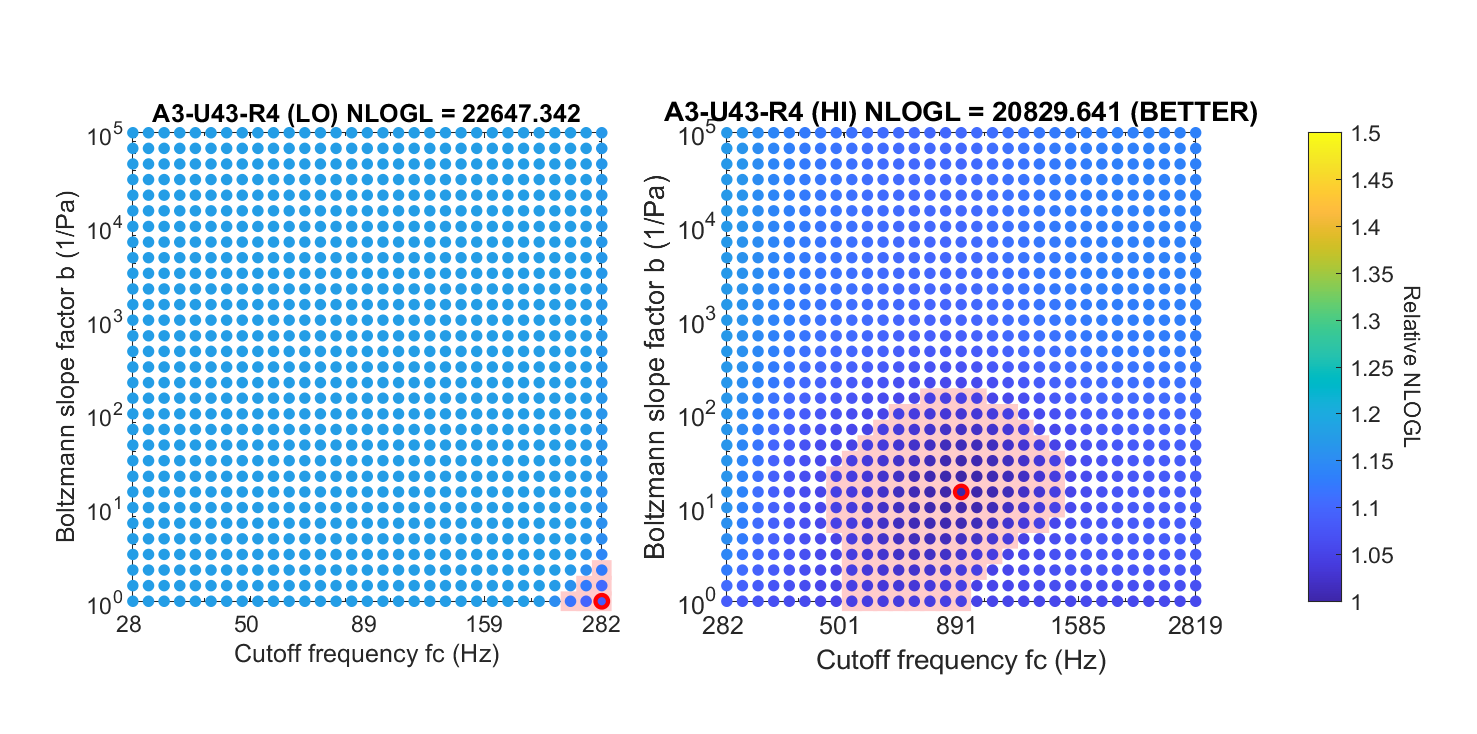 A3-U43-R4 (LO) NLOGL = 22647.342
Boltzmann slope factor b (1/Pa)
10^5
10^4
10^3
10^2
10^1
10^0
28 50 89 159 282
Cutoff frequency fc (Hz)
A3-U43-R4 (HI) NLOGL = 20829.641 (BETTER)
Boltzmann slope factor b (1/Pa)
10^5
10^4
10^3
10^2
10^1
10^0
282 501 891 1585 2819
Cutoff frequency fc (Hz)
1.5
1.45
1.4
1.35
1.3
1.25
1.2
1.15
1.1
1.05
1
Relative NLOGL